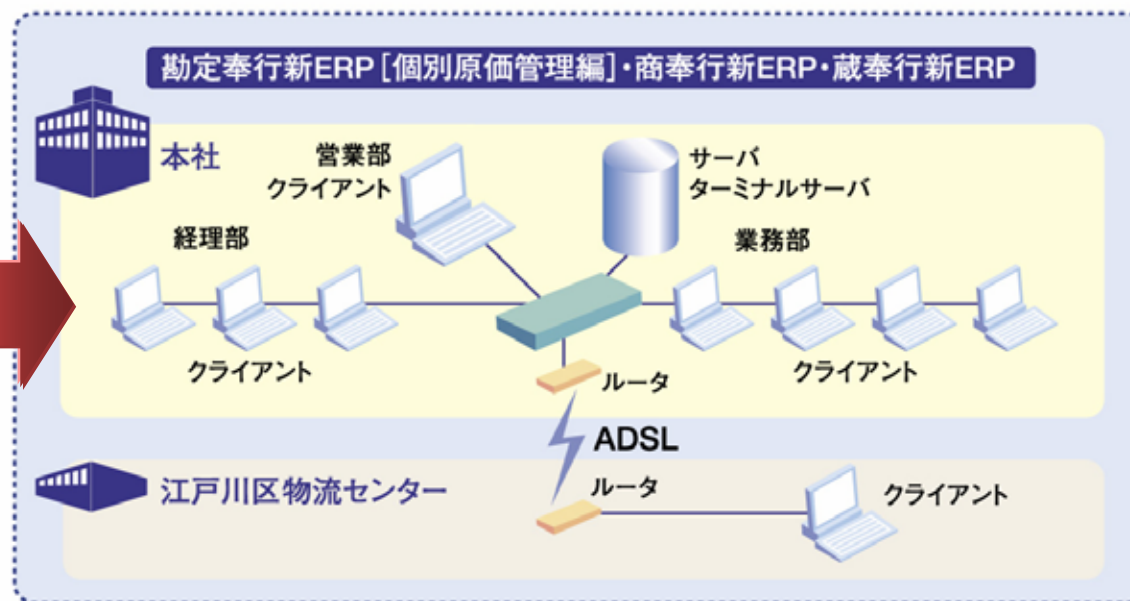 勘定奉行新ERP[個別原価管理編]・商奉行新ERP・蔵奉行新ERP
本社
営業部
クライアント
サーバ
ターミナルサーバ
経理部
業務部
クライアント
クライアント
ルータ
ADSL
江戸川区物流センター
ルータ
クライアント